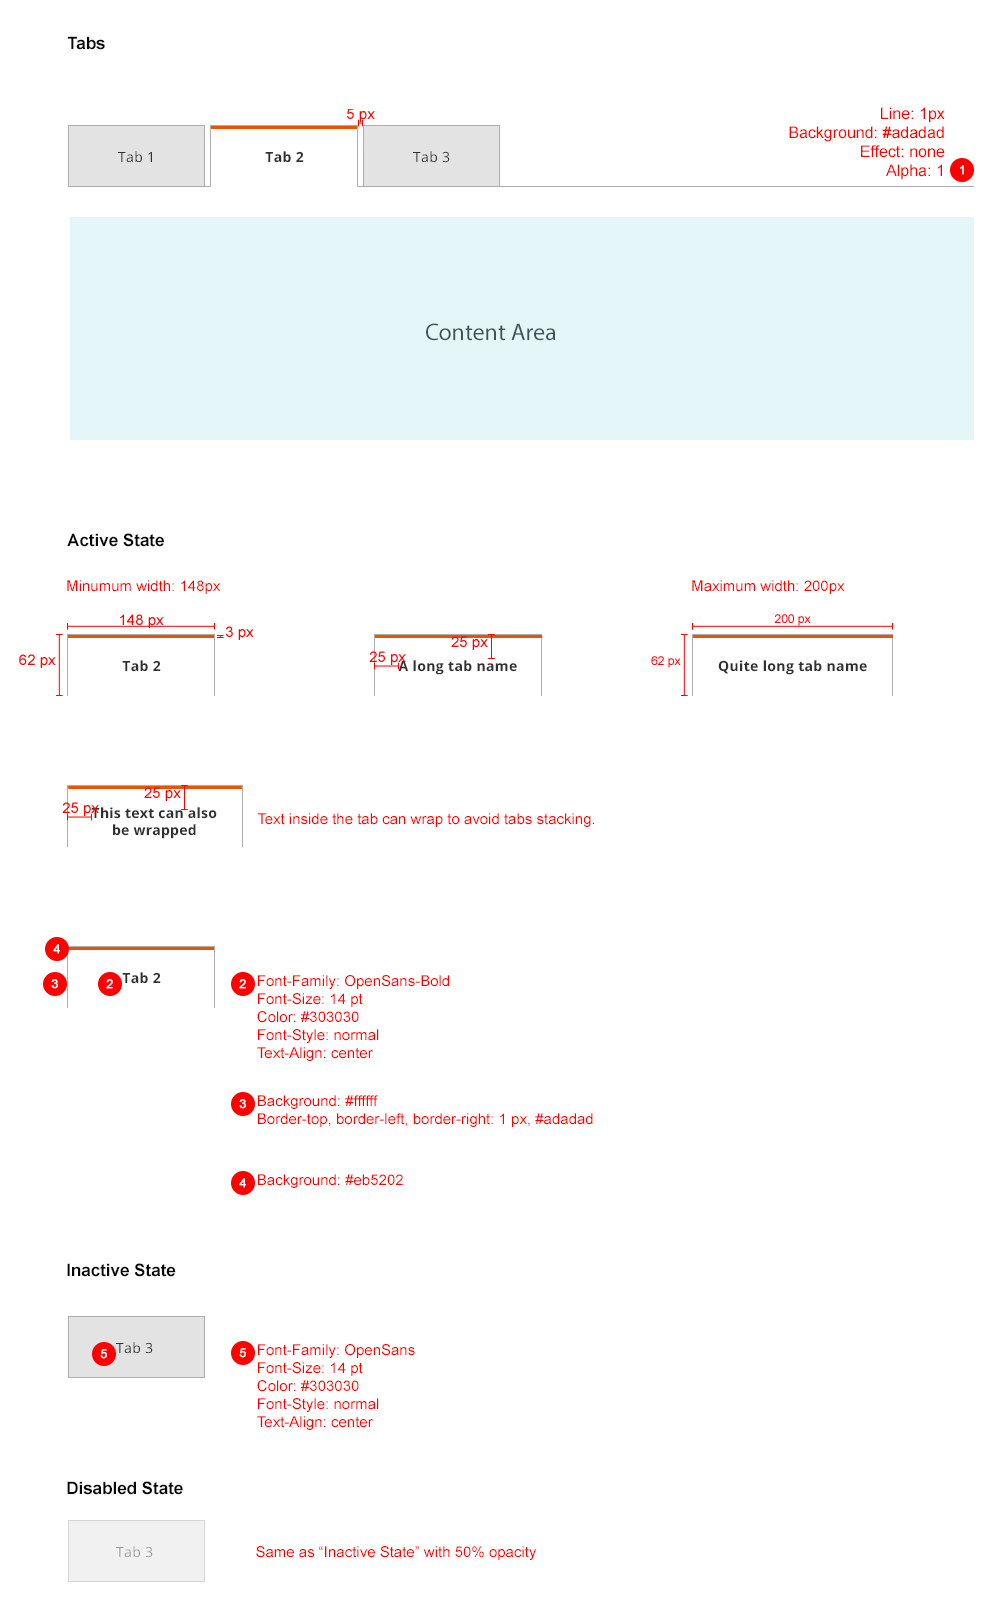 Tabs
5 px
Line: 1px
Background: #adadad
Effect: none
Alpha: 1
1
Tab 1
Tab 2
Tab 3
Content Area
Active State
Minumum width: 148px
Maximum width: 200px
148 px
3 px
62 px
Tab 2
25 px
25 px
A long tab name
200 px
62 px
Quite long tab name
25 px
25 px
This text can also
be wrapped
Text inside the tab can wrap to avoid tabs stacking.
4
3
2
Tab 2
2
Font-Family: OpenSans-Bold
Font-Size: 14 pt
Color: #303030
Font-Style: normal
Text-Align: center
3
Background: #ffffff
Border-top, border-left, border-right: 1 px, #adadad
4
Background: #eb5202
Inactive State
5
Tab 3
5
Font-Family: OpenSans
Font-Size: 14 pt
Color: #303030
Font-Style: normal
Text-Align: center
Disabled State
Tab 3
Same as “Inactive State” with 50% opacity